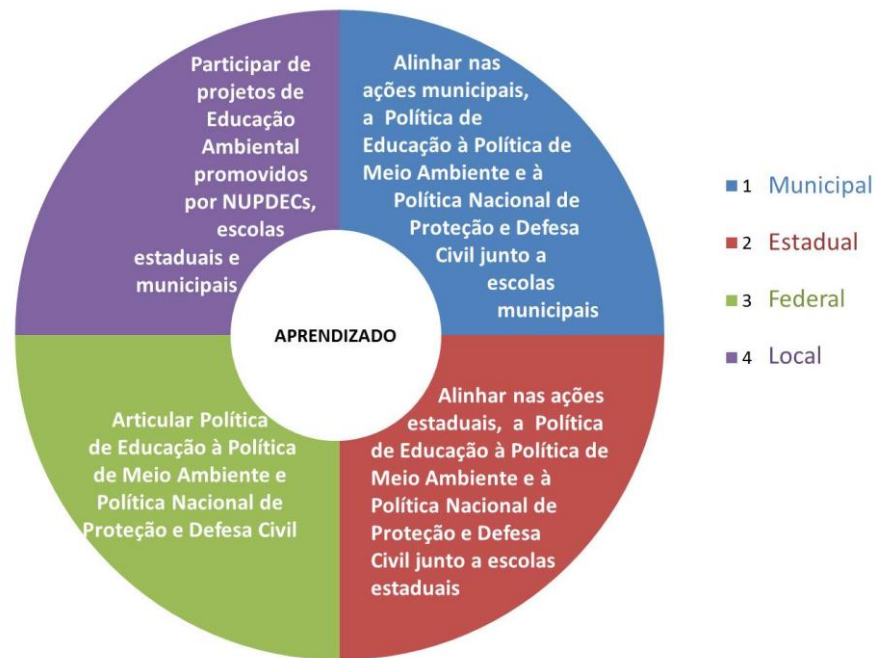 Participar de
projetos de
Educação
Ambiental
promovidos
por NUPDECs,
escolas
estaduais e
municipais
Alinhar nas
ações municipais,
a Política de
Educação à Política de
Meio Ambiente e à
Política Nacional de
Proteção e Defesa
Civil junto a
escolas
municipais
APRENDIZADO
Articular Política
de Educação à Política
de Meio Ambiente e
Política Nacional de
Proteção e Defesa Civil
Alinhar nas ações
estaduais, a Política
de Educação à Política de
Meio Ambiente e à
Política Nacional de
Proteção e Defesa
Civil junto a escolas
estaduais
1 Municipal
2 Estadual
3 Federal
4 Local